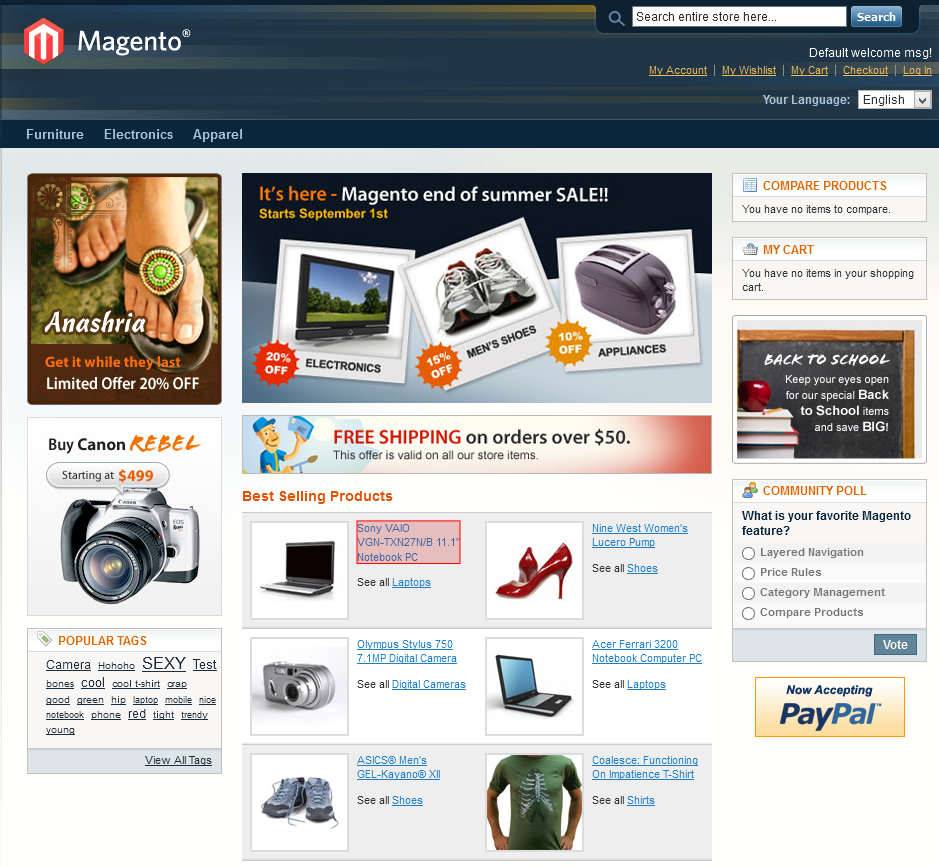 Search entire store here...
Search
Magento®
Default welcome msg!
My Account | My Wishlist | My Cart | Checkout | Log In
Your Language: English
Furniture Electronics Apparel
Anashria
Get it while they last
Limited Offer 20% OFF
Buy Canon REBEL
Starting at $499
Canon
EOS
POPULAR TAGS
Camera Hohoho SEXY Test
bones cool cool t-shirt crap
good green hip laptop mobile nice
notebook phone red tight trendy
young
View All Tags
It's here - Magento end of summer SALE!!
Starts September 1st
20%
OFF
ELECTRONICS
15%
OFF
MEN'S SHOES
10%
OFF
APPLIANCES
FREE SHIPPING on orders over $50.
This offer is valid on all our store items.
Best Selling Products
Sony VAIO
VGN-TXN27N/B 11.1"
Notebook PC
See all Laptops
Nine West Women's
Lucero Pump
See all Shoes
Olympus Stylus 750
7.1MP Digital Camera
See all Digital Cameras
Acer Ferrari 3200
Notebook Computer PC
See all Laptops
ASICS® Men's
GEL-Kayano® XII
See all Shoes
Coalesce: Functioning
On Impatience T-Shirt
See all Shirts
COMPARE PRODUCTS
You have no items to compare.
MY CART
You have no items in your shopping
cart.
BACK TO SCHOOL
Keep your eyes open
for our special Back
to School items
and save BIG!
COMMUNITY POLL
What is your favorite Magento
feature?
Layered Navigation
Price Rules
Category Management
Compare Products
Vote
Now Accepting
PayPal™